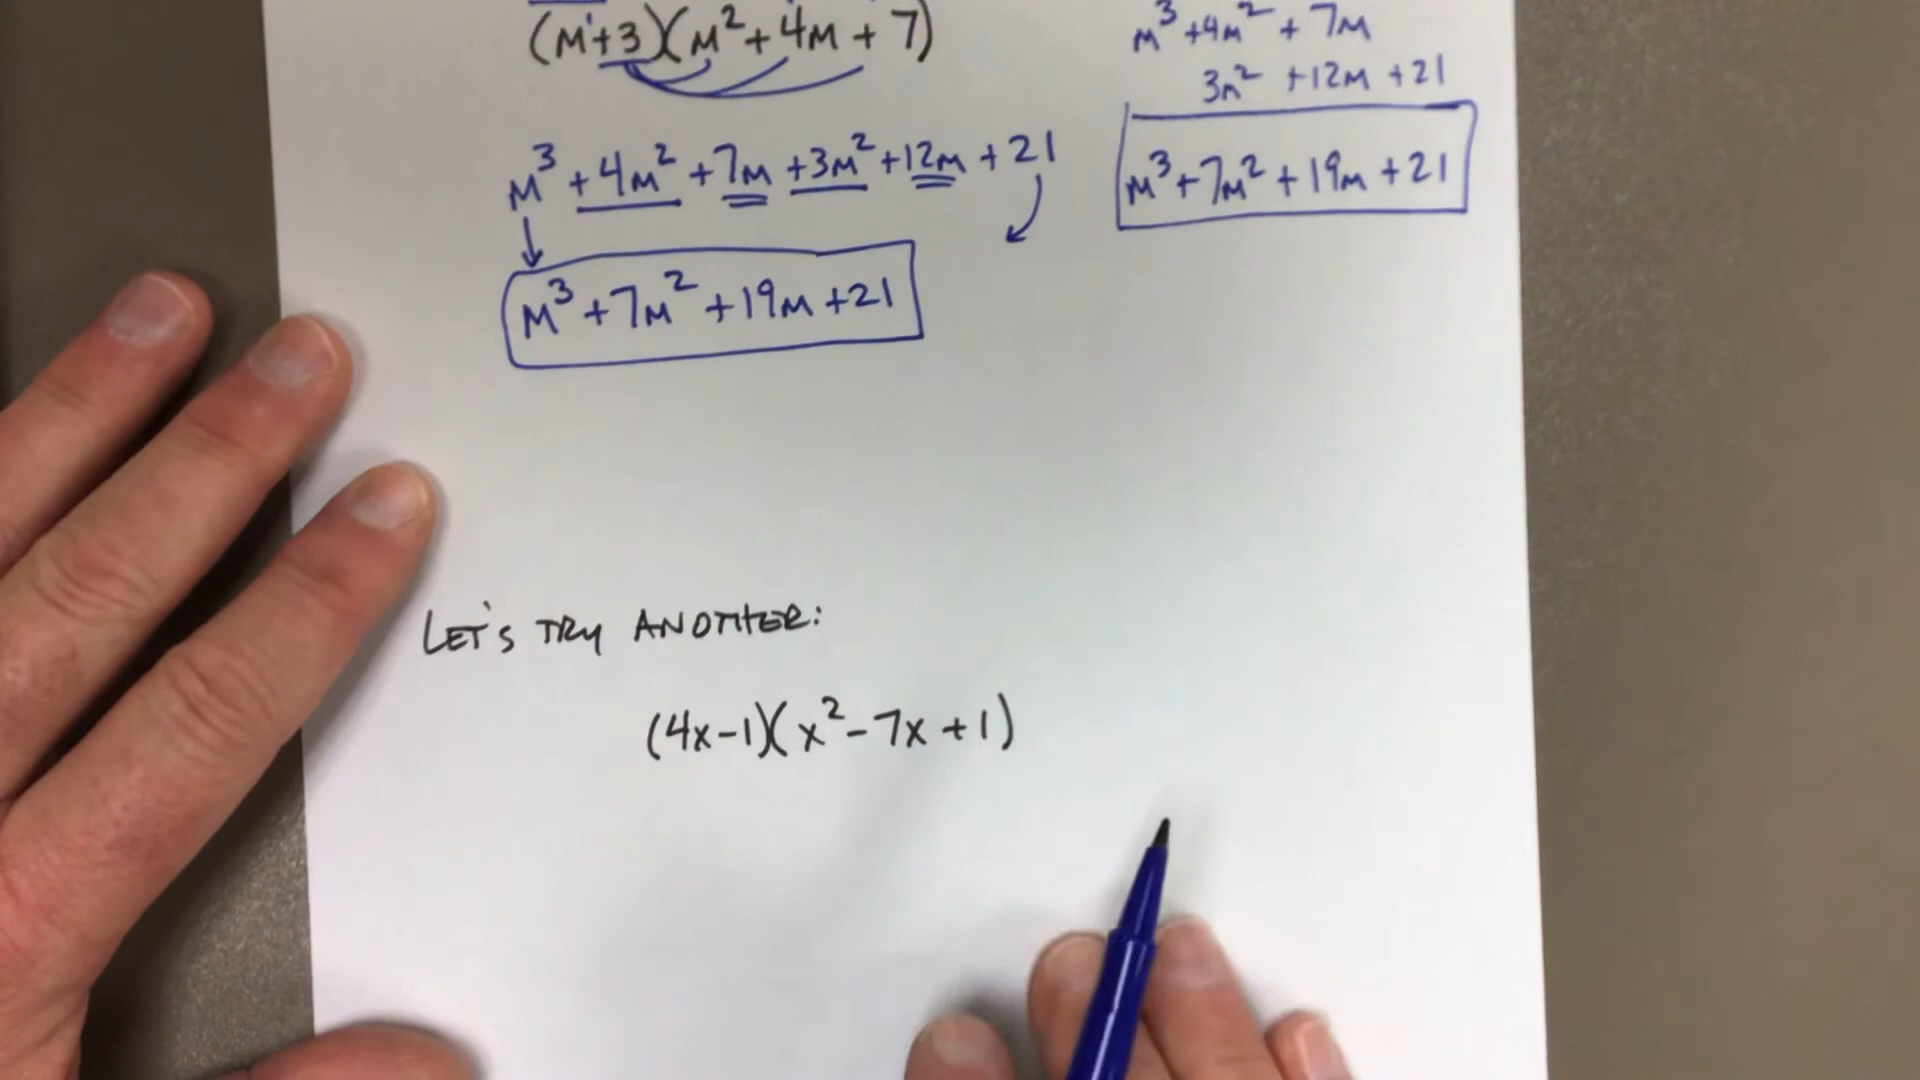 (m+3)(m²+4m+7)
m³+4m²+7m+3m²+12m+21
m³+7m²+19m+21
m³+4m²+7m
3m²+12m+21
m³+7m²+19m+21
LET'S TRY ANOTHER:
(4x-1)(x²-7x+1)